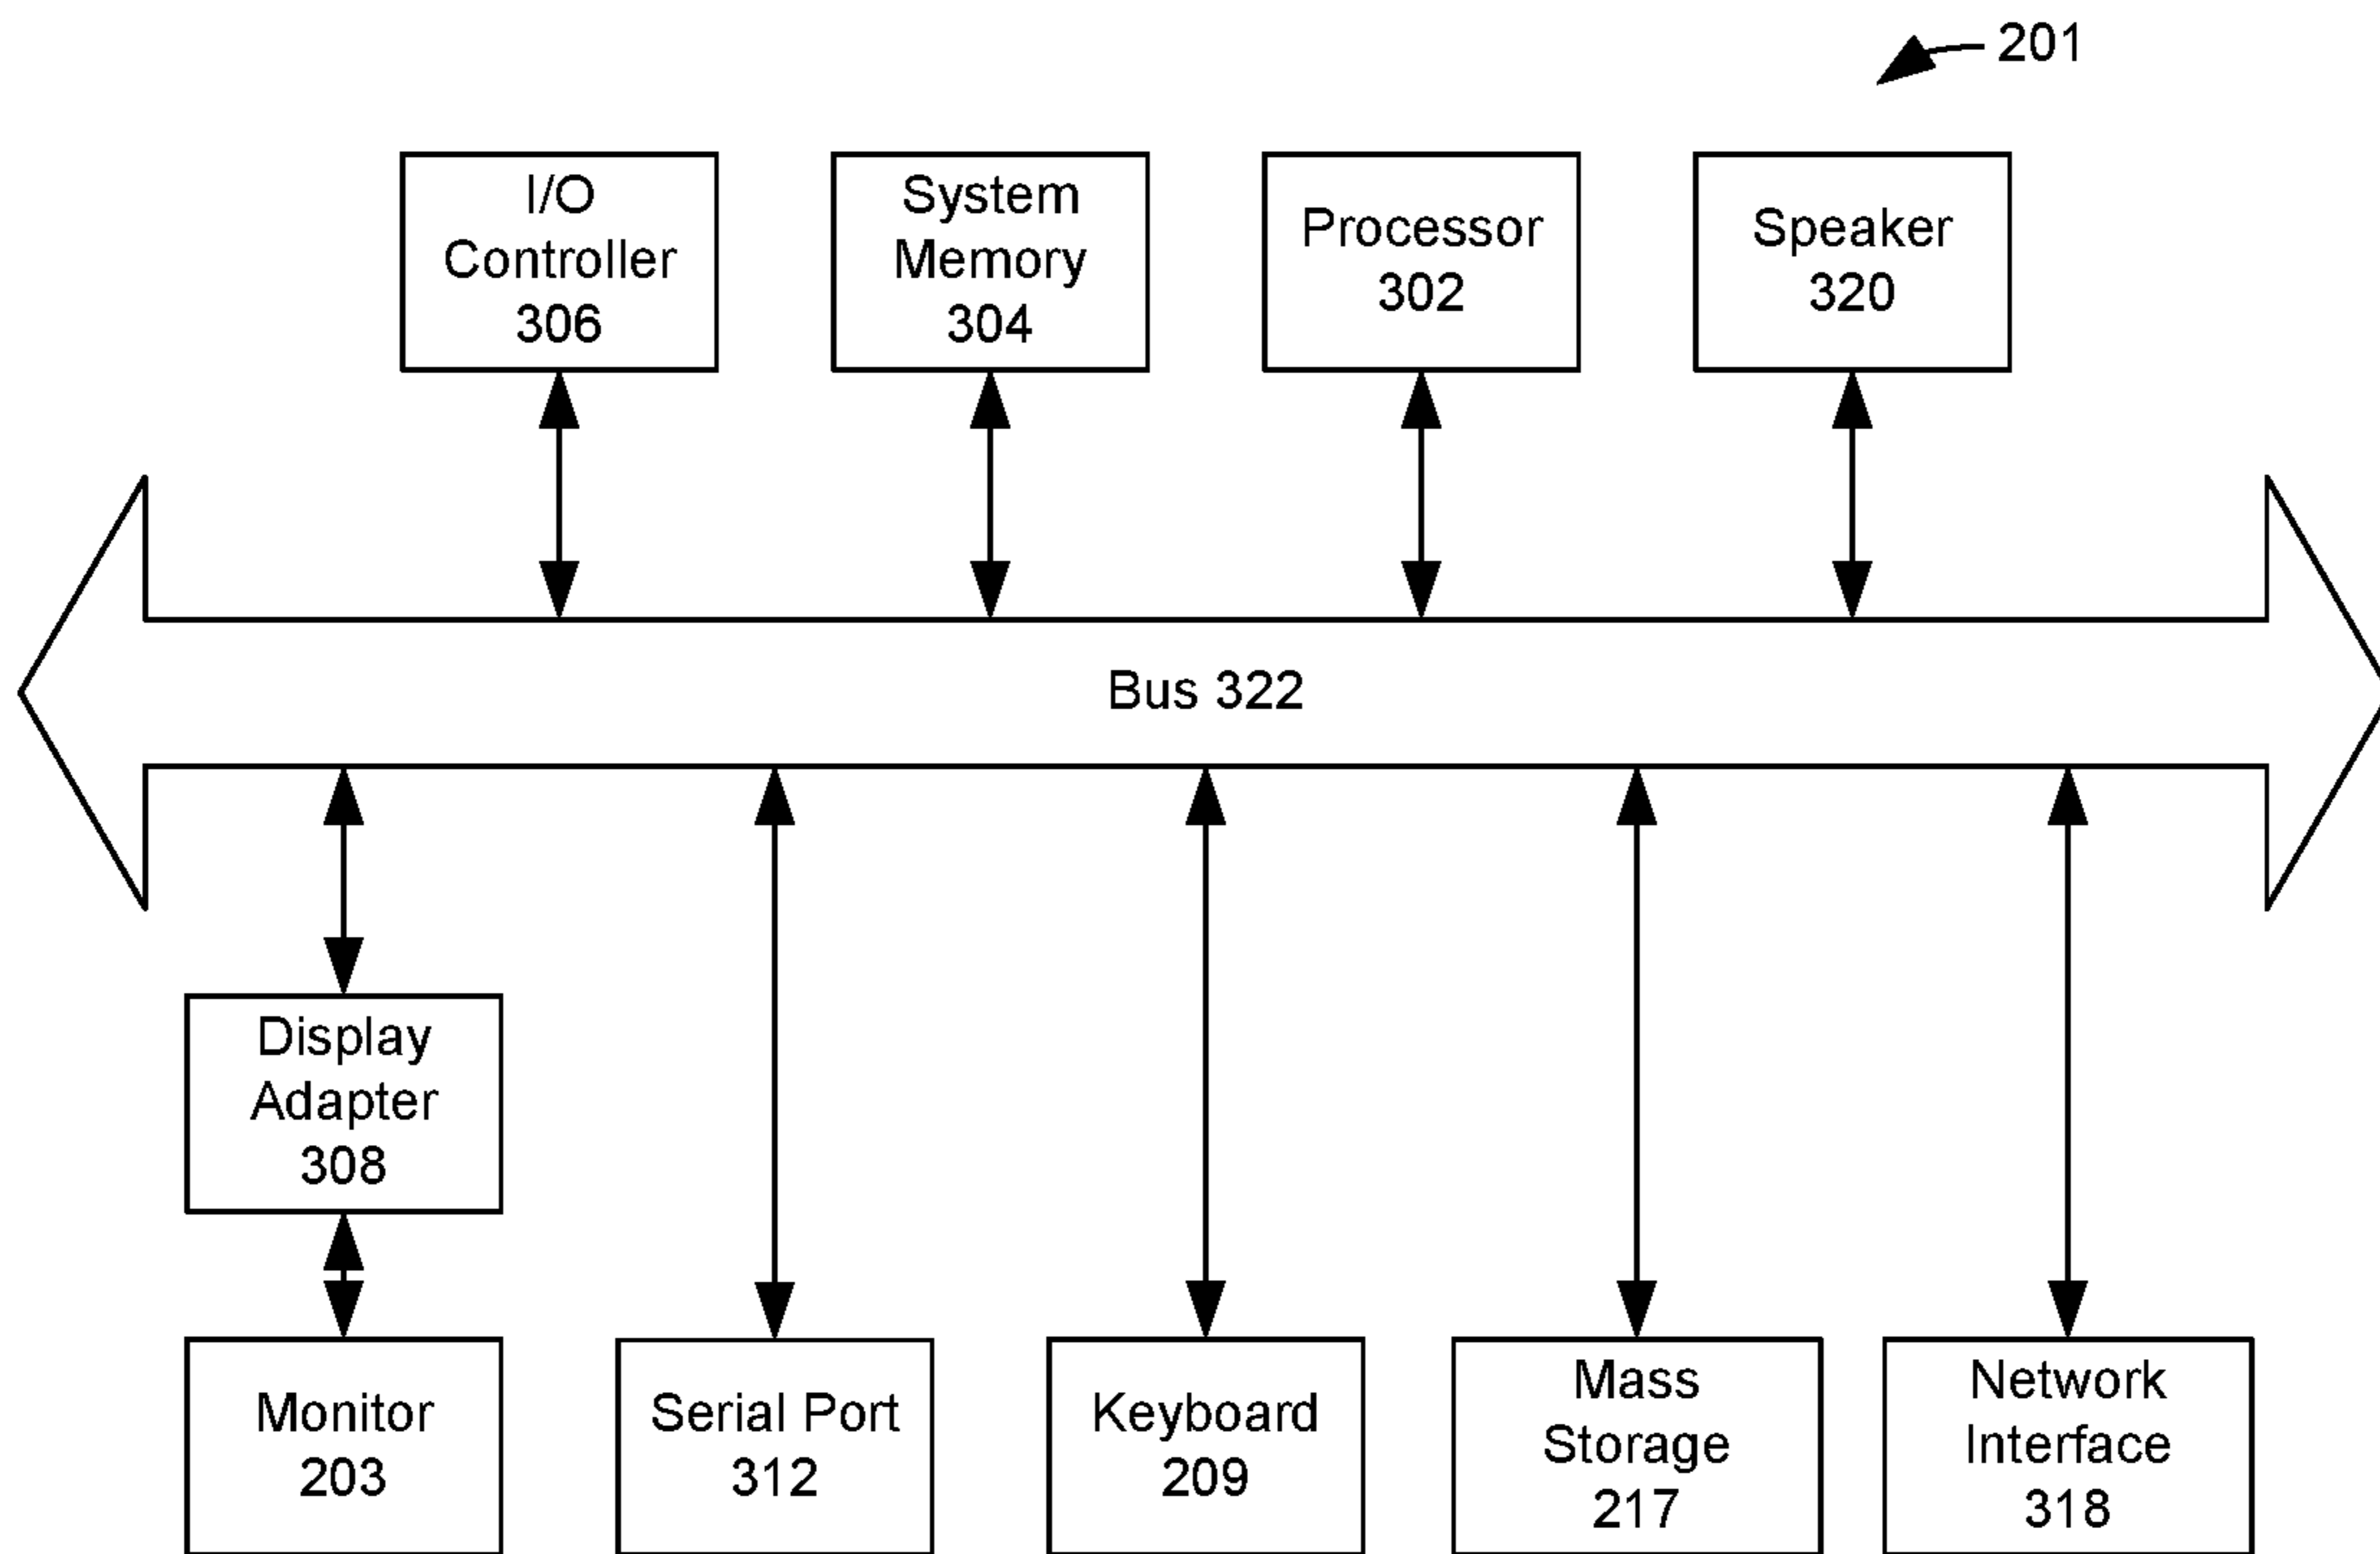 201
I/O
Controller
306
System
Memory
304
Processor
302
Speaker
320
Bus 322
Display
Adapter
308
Monitor
203
Serial Port
312
Keyboard
209
Mass
Storage
217
Network
Interface
318